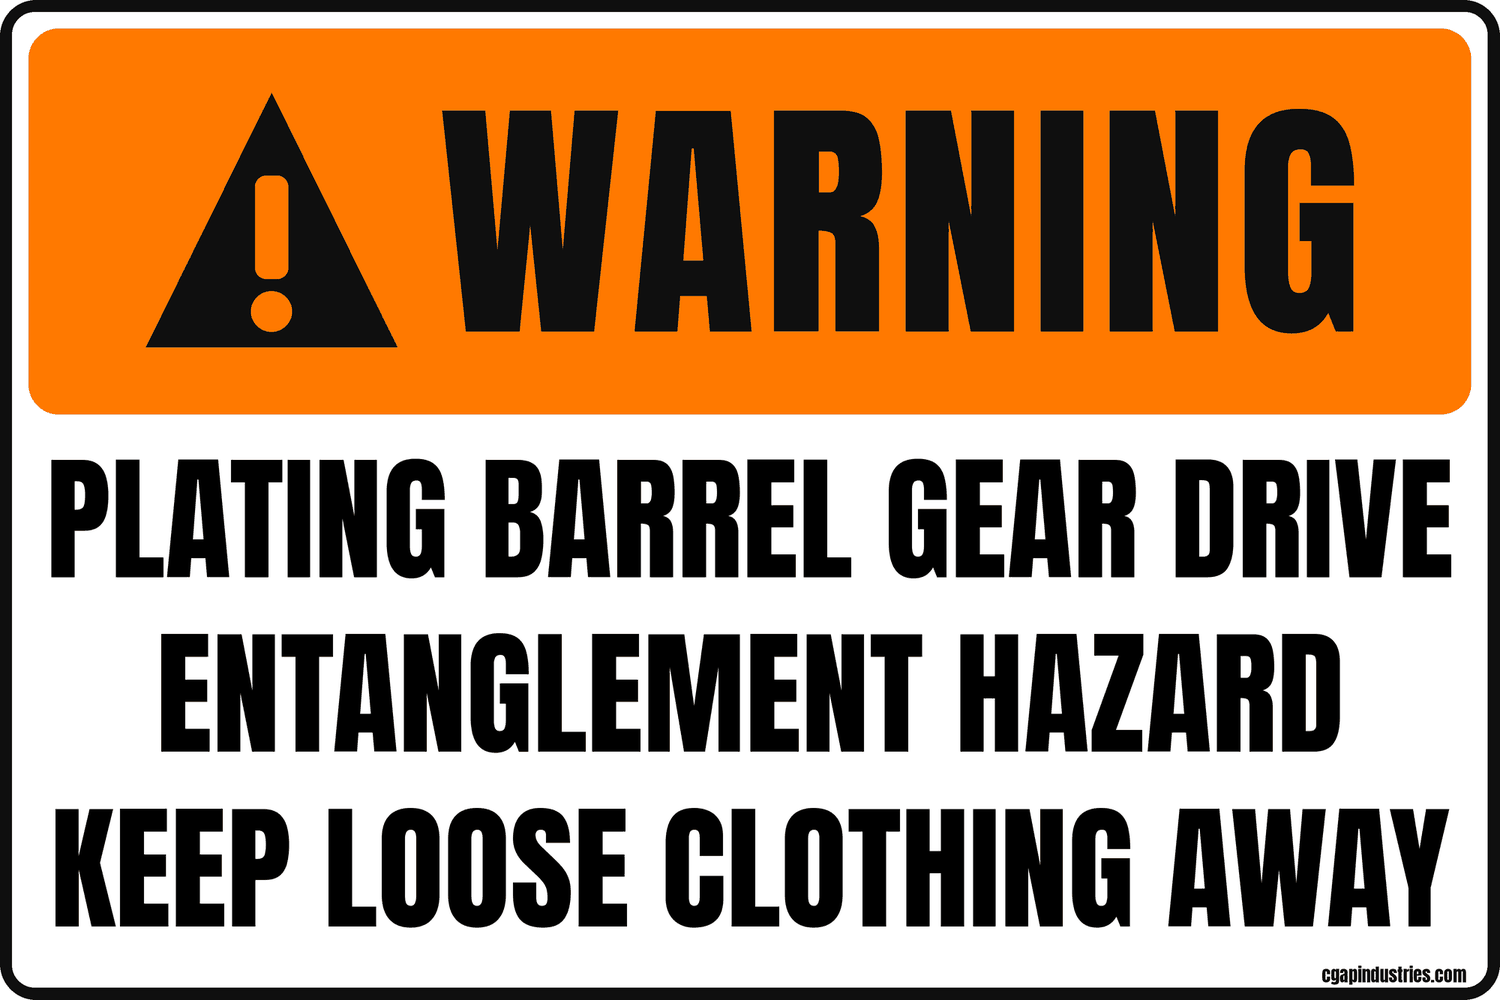 WARNING
PLATING BARREL GEAR DRIVE
ENTANGLEMENT HAZARD
KEEP LOOSE CLOTHING AWAY
cgapindustries.com